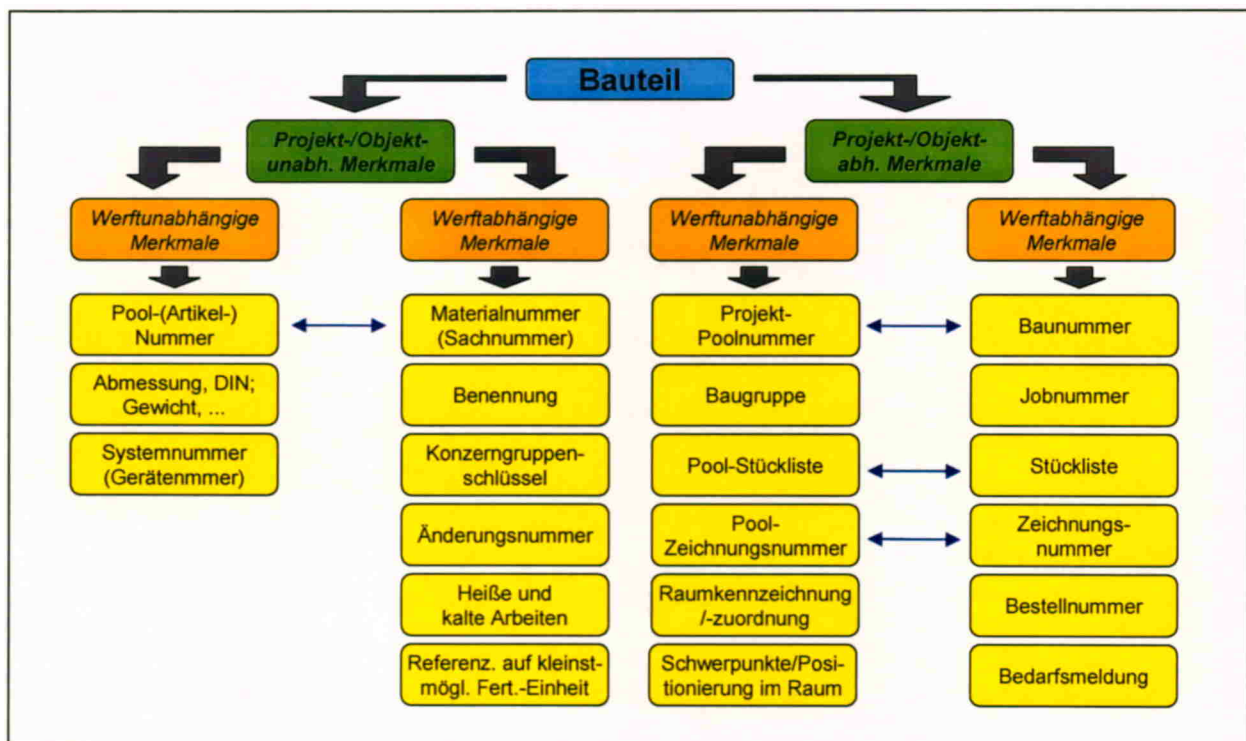 Bauteil
Projekt-/Objekt-
unabh. Merkmale
Projekt-/Objekt-
abh. Merkmale
Werftunabhängige
Merkmale
Werftabhängige
Merkmale
Werftunabhängige
Merkmale
Werftabhängige
Merkmale
Pool-(Artikel-)
Nummer
Abmessung, DIN;
Gewicht, ...
Systemnummer
(Gerätenmmer)
Materialnummer
(Sachnummer)
Benennung
Konzerngruppen-
schlüssel
Änderungsnummer
Heiße und
kalte Arbeiten
Referenz. auf kleinst-
mögl. Fert.-Einheit
Projekt-
Poolnummer
Baugruppe
Pool-Stückliste
Pool-
Zeichnungsnummer
Raumkennzeichnung
/-zuordnung
Schwerpunkte/Posi-
tionierung im Raum
Baunummer
Jobnummer
Stückliste
Zeichnungs-
nummer
Bestellnummer
Bedarfsmeldung